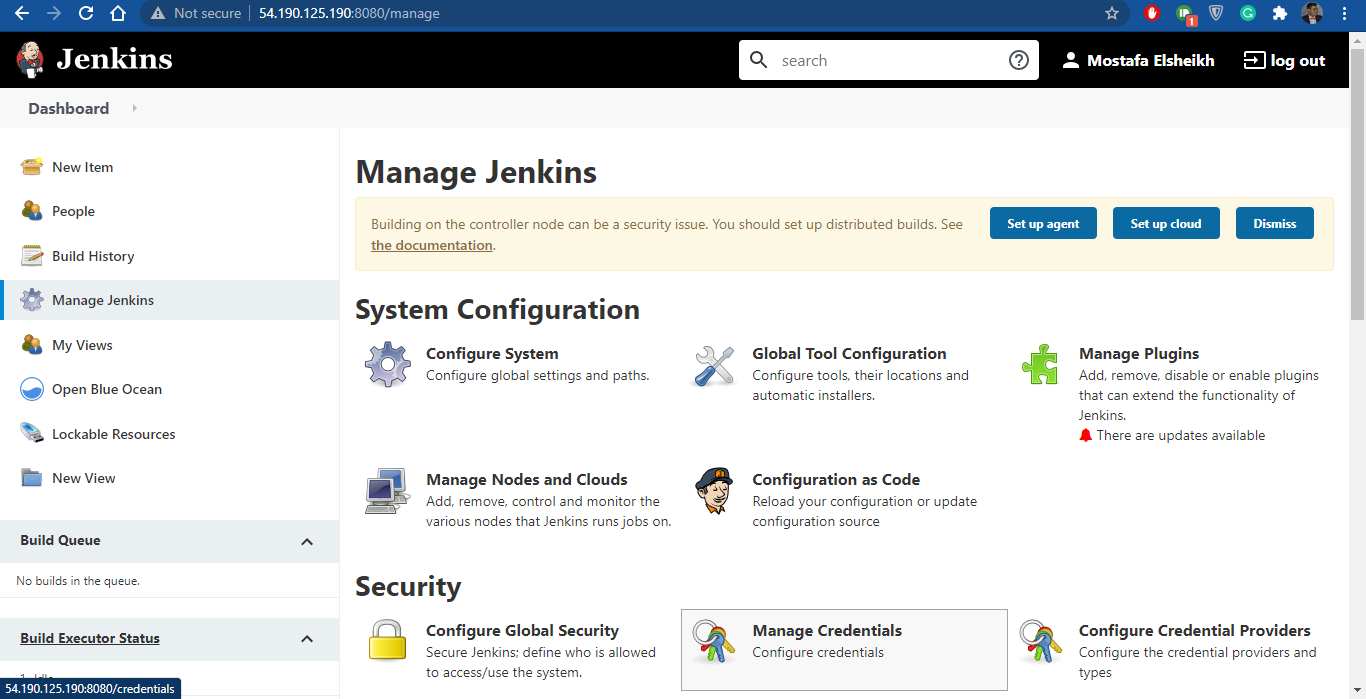 Not secure 54.190.125.190:8080/manage
1
Jenkins
search
Mostafa Elsheikh
log out
Dashboard
New Item
People
Build History
Manage Jenkins
My Views
Open Blue Ocean
Lockable Resources
New View
Build Queue
No builds in the queue.
Build Executor Status
1 Idle
54.190.125.190:8080/credentials
Manage Jenkins
Building on the controller node can be a security issue. You should set up distributed builds. See
the documentation.
Set up agent
Set up cloud
Dismiss
System Configuration
Configure System
Configure global settings and paths.
Global Tool Configuration
Configure tools, their locations and
automatic installers.
Manage Plugins
Add, remove, disable or enable plugins
that can extend the functionality of
Jenkins.
There are updates available
Manage Nodes and Clouds
Add, remove, control and monitor the
various nodes that Jenkins runs jobs on.
Configuration as Code
Reload your configuration or update
configuration source
Security
Configure Global Security
Secure Jenkins; define who is allowed
to access/use the system.
Manage Credentials
Configure credentials
Configure Credential Providers
Configure the credential providers and
types